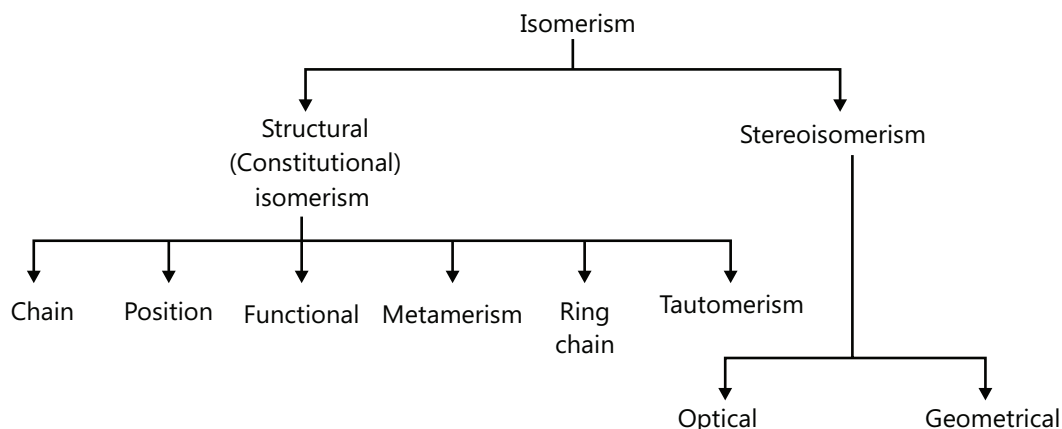 Isomerism
Structural
(Constitutional)
isomerism
Stereoisomerism
Chain
Position
Functional
Metamerism
Ring
chain
Tautomerism
Optical
Geometrical